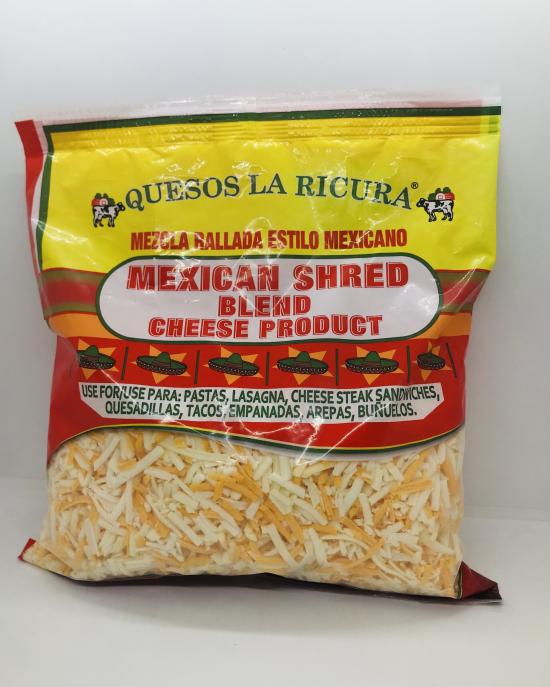 QUESOS LA RICURA®
MEZCLA RALLADA ESTILO MEXICANO
MEXICAN SHRED
BLEND
CHEESE PRODUCT
USE FOR/USE PARA: PASTAS, LASAGNA, CHEESE STEAK SANDWICHES,
QUESADILLAS, TACOS, EMPANADAS, AREPAS, BUÑUELOS.